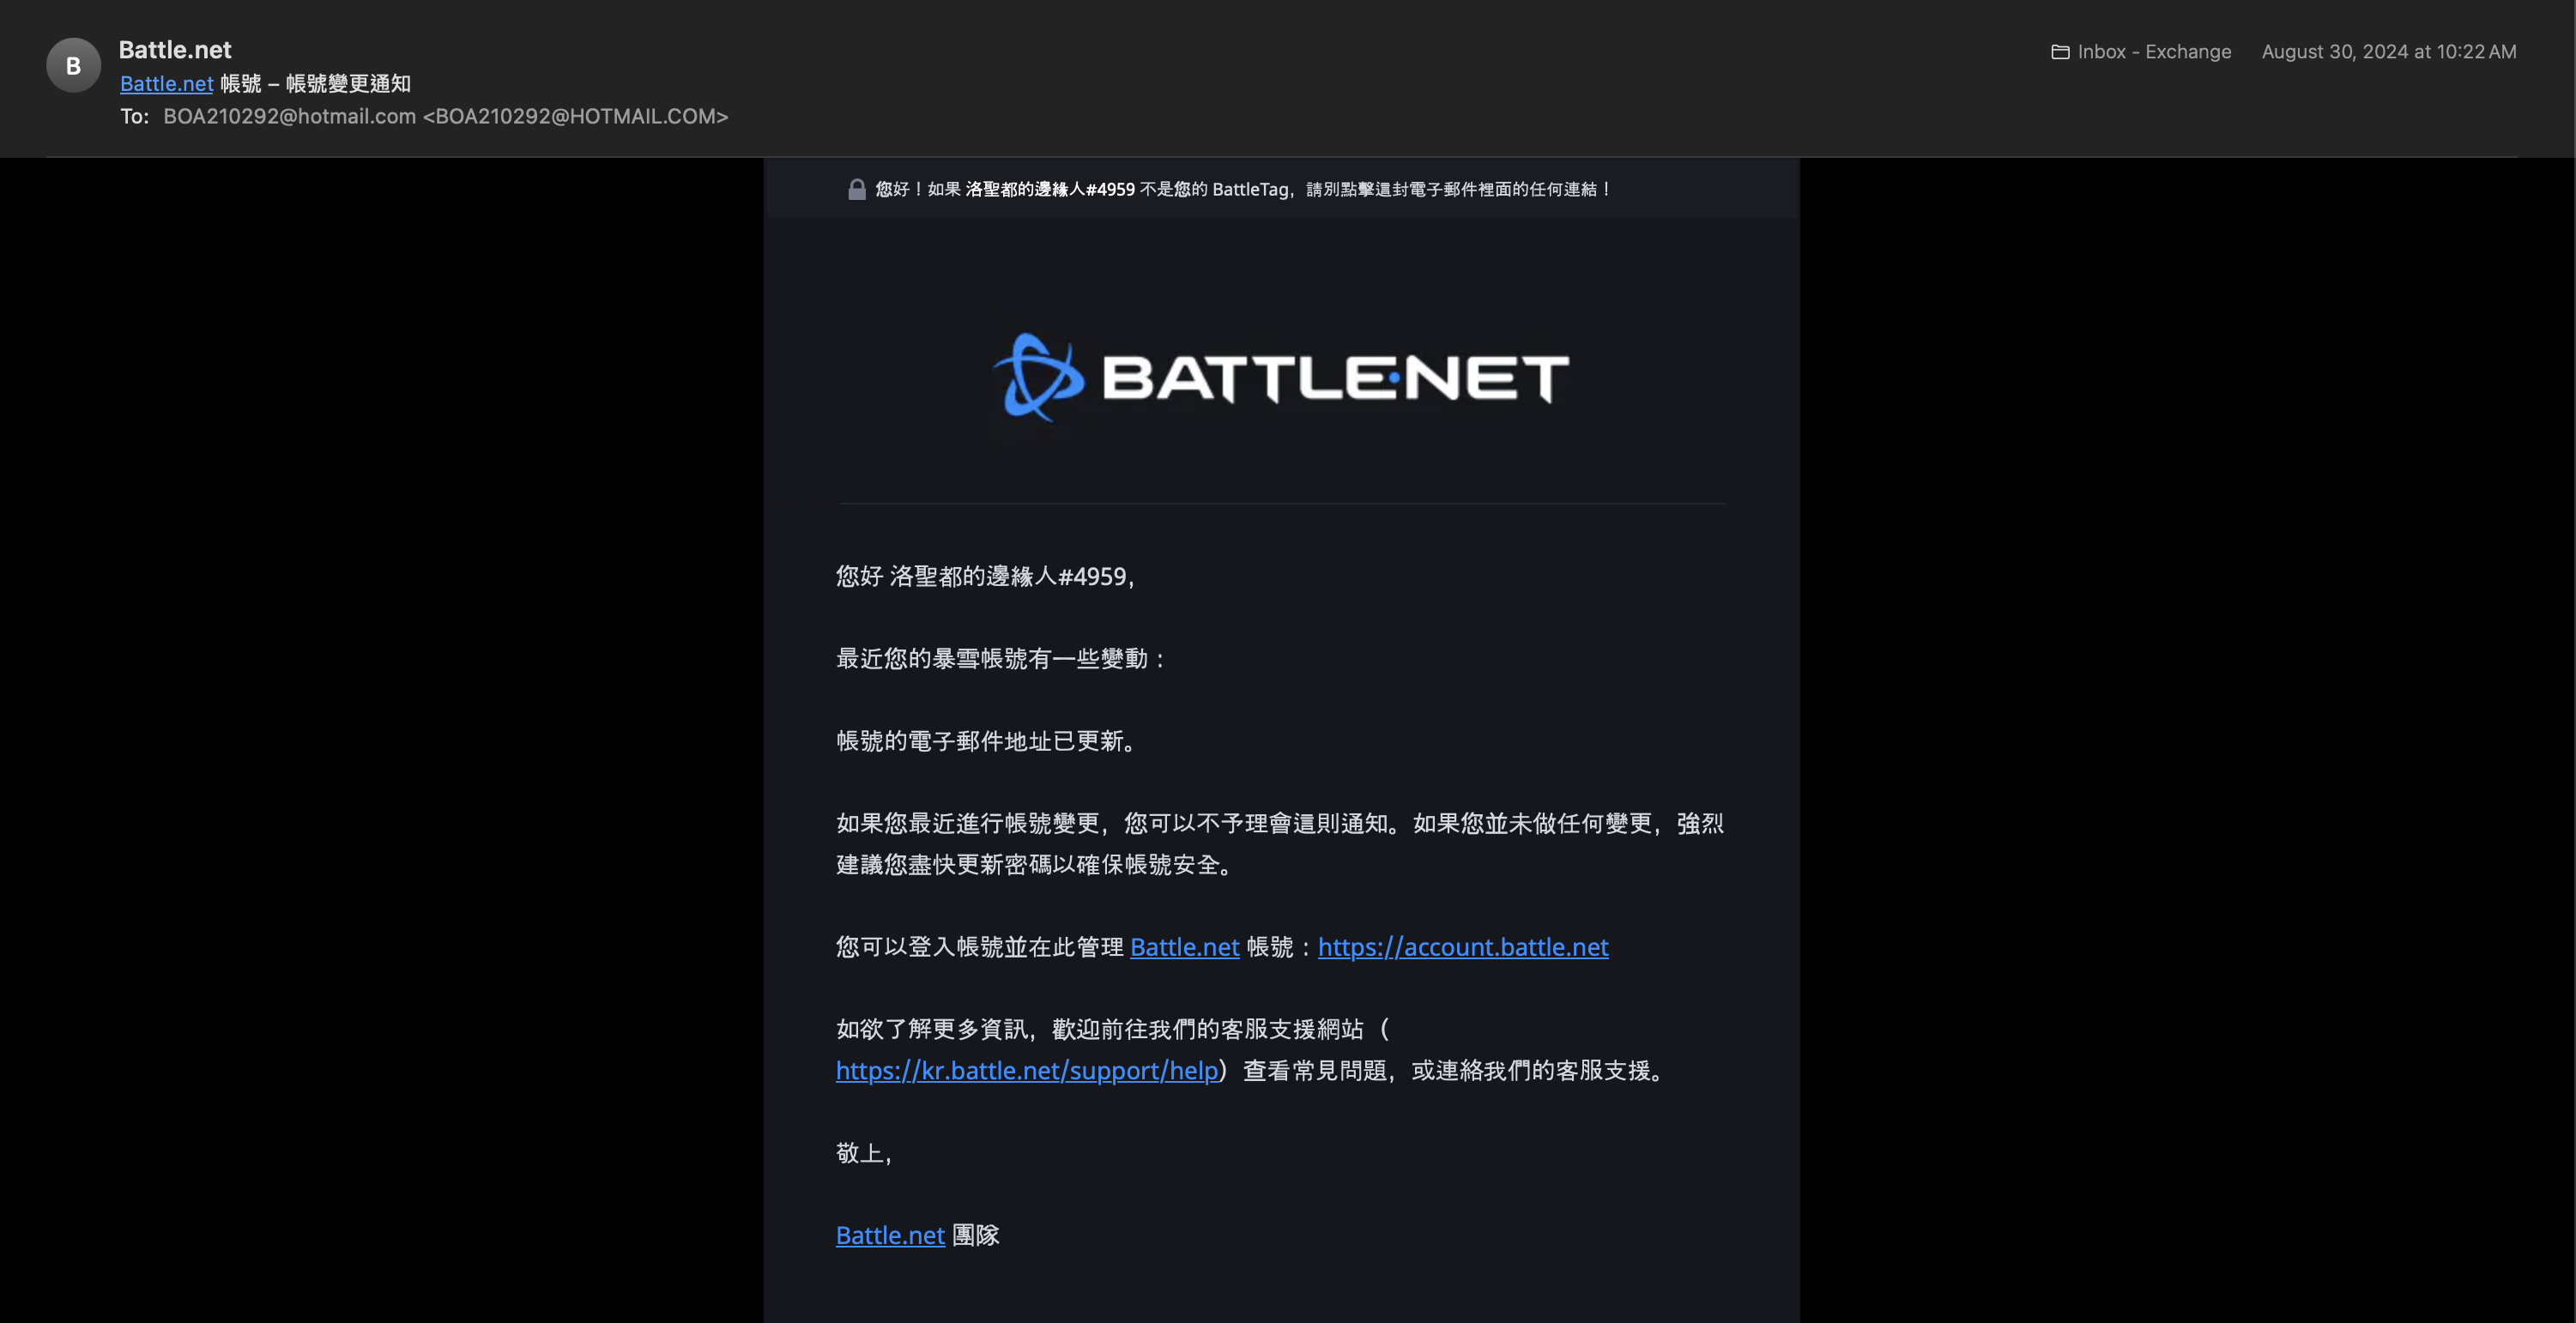 B
Battle.net
Inbox - Exchange August 30, 2024 at 10:22 AM
Battle.net 帳號 – 帳號變更通知
To: BOA210292@hotmail.com <BOA210292@HOTMAIL.COM>
您好！如果 洛聖都的邊緣人#4959 不是您的 BattleTag，請別點擊這封電子郵件裡面的任何連結！
BATTLE.NET
您好 洛聖都的邊緣人#4959，
最近您的暴雪帳號有一些變動：
帳號的電子郵件地址已更新。
如果您最近進行帳號變更，您可以不予理會這則通知。如果您並未做任何變更，強烈
建議您盡快更新密碼以確保帳號安全。
您可以登入帳號並在此管理 Battle.net 帳號：https://account.battle.net
如欲了解更多資訊，歡迎前往我們的客服支援網站（
https://kr.battle.net/support/help）查看常見問題，或連絡我們的客服支援。
敬上，
Battle.net 團隊